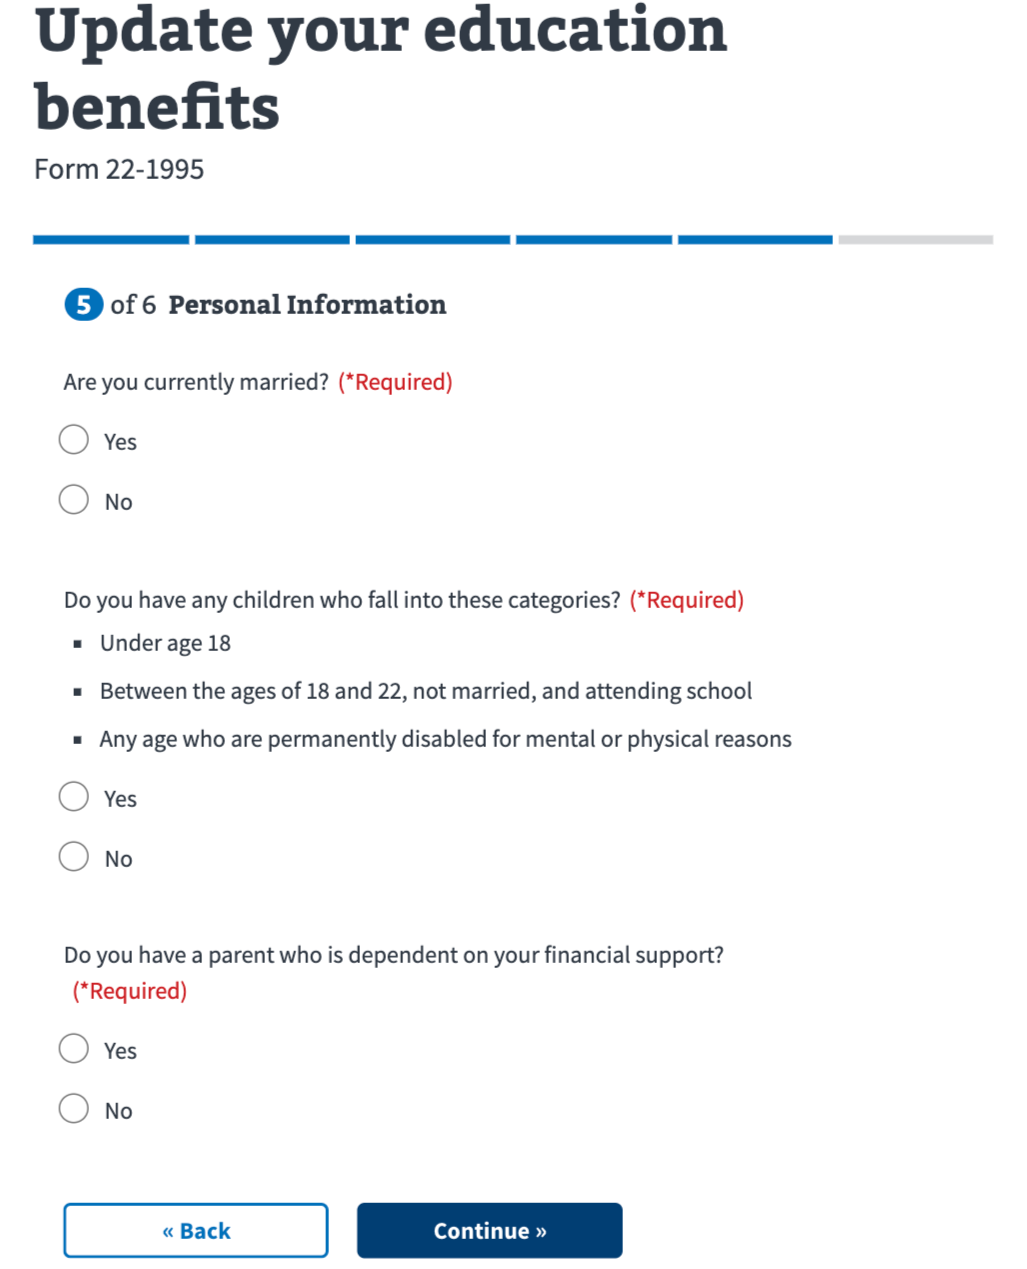 Update your education
benefits
Form 22-1995
5 of 6 Personal Information
Are you currently married? (*Required)
Yes
No
Do you have any children who fall into these categories? (*Required)
▪ Under age 18
▪ Between the ages of 18 and 22, not married, and attending school
▪ Any age who are permanently disabled for mental or physical reasons
Yes
No
Do you have a parent who is dependent on your financial support?
(*Required)
Yes
No
« Back
Continue »